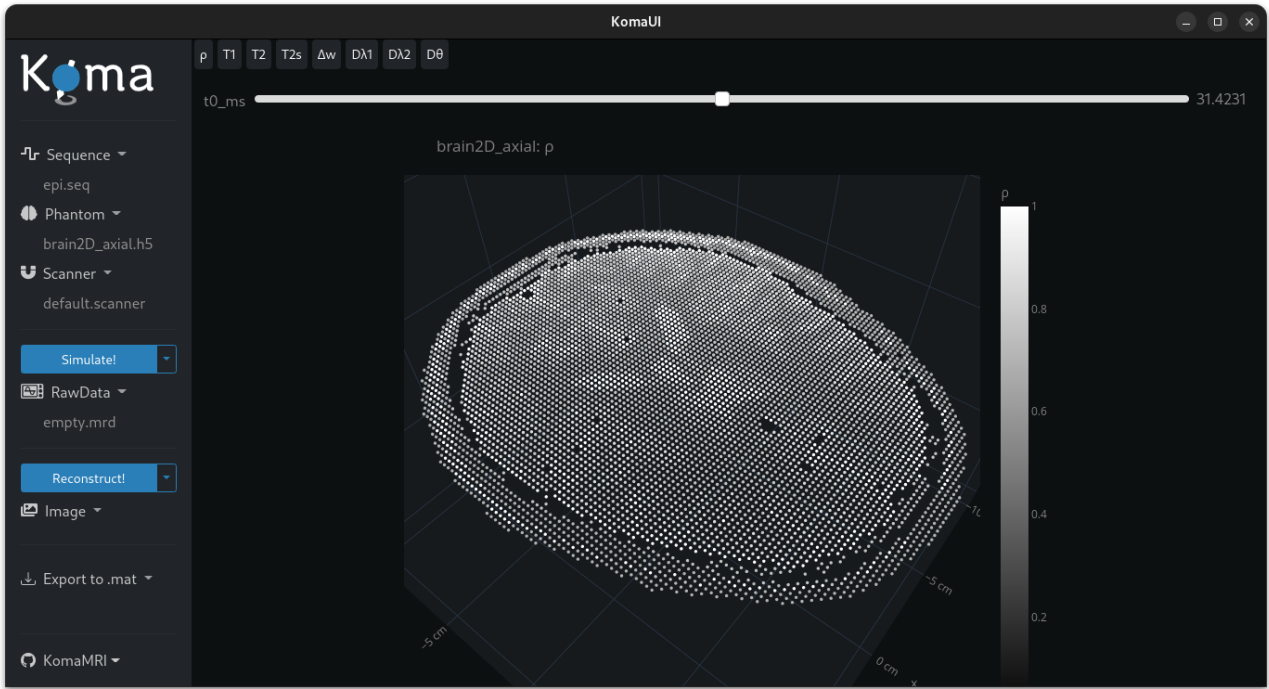 KomaUI
Koma
ρ T1 T2 T2s Δw Dλ1 Dλ2 Dθ
t0_ms 31.4231
Sequence
epi.seq
Phantom
brain2D_axial.h5
Scanner
default.scanner
Simulate!
RawData
empty.mrd
Reconstruct!
Image
Export to .mat
KomaMRI
brain2D_axial: ρ
ρ
1
0.8
0.6
0.4
0.2
−5 cm
0 cm
−5 cm
x